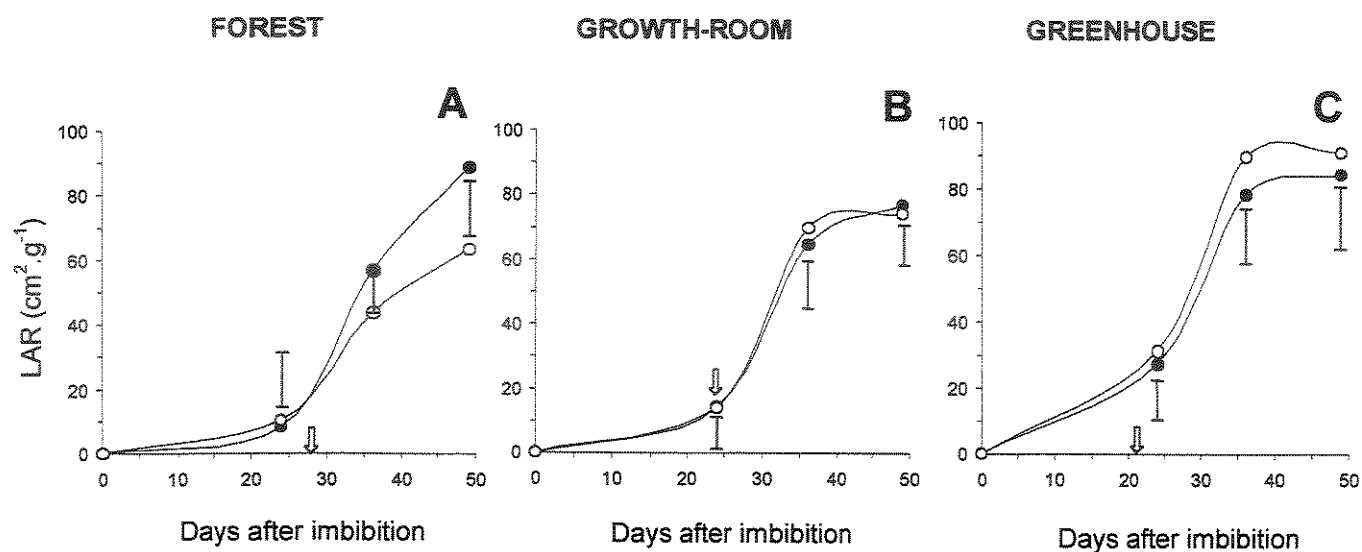 FOREST GROWTH-ROOM GREENHOUSE
A B C
LAR (cm².g⁻¹)
100 100 100
80 80 80
60 60 60
40 40 40
20 20 20
0 0 0
0 10 20 30 40 50 0 10 20 30 40 50 0 10 20 30 40 50
Days after imbibition Days after imbibition Days after imbibition